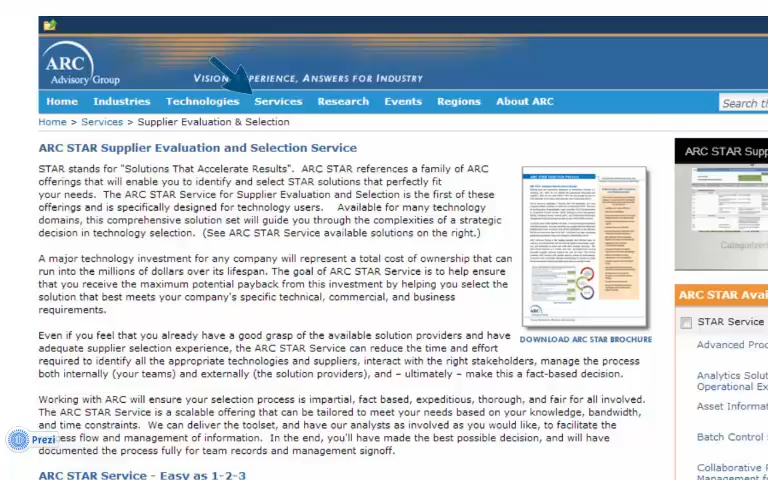 ARC
Advisory Group
VISION, EXPERIENCE, ANSWERS FOR INDUSTRY
Home Industries Technologies Services Research Events Regions About ARC
Search th
Home > Services > Supplier Evaluation & Selection
ARC STAR Supplier Evaluation and Selection Service
STAR stands for "Solutions That Accelerate Results". ARC STAR references a family of ARC
offerings that will enable you to identify and select STAR solutions that perfectly fit
your needs. The ARC STAR Service for Supplier Evaluation and Selection is the first of these
offerings and is specifically designed for technology users. Available for many technology
domains, this comprehensive solution set will guide you through the complexities of a strategic
decision in technology selection. (See ARC STAR Service available solutions on the right.)
A major technology investment for any company will represent a total cost of ownership that can
run into the millions of dollars over its lifespan. The goal of ARC STAR Service is to help ensure
that you receive the maximum potential payback from this investment by helping you select the
solution that best meets your company's specific technical, commercial, and business
requirements.
Even if you feel that you already have a good grasp of the available solution providers and have
adequate supplier selection experience, the ARC STAR Service can reduce the time and effort
required to identify all the appropriate technologies and suppliers, interact with the right stakeholders, manage the process
both internally (your teams) and externally (the solution providers), and – ultimately – make this a fact-based decision.
Working with ARC will ensure your selection process is impartial, fact based, expeditious, thorough, and fair for all involved.
The ARC STAR Service is a scalable offering that can be tailored to meet your needs based on your knowledge, bandwidth,
and time constraints. We can deliver the toolset, and have our analysts as involved as you would like, to facilitate the
ess flow and management of information. In the end, you'll have made the best possible decision, and will have
documented the process fully for team records and management signoff.
ARC STAR Service - Easy as 1-2-3
DOWNLOAD ARC STAR BROCHURE
ARC STAR Supp
Categorize
ARC STAR Avai
STAR Service
Advanced Proc
Analytics Solut
Operational Ex
Asset Informat
Batch Control
Collaborative P
Management f
Prezi